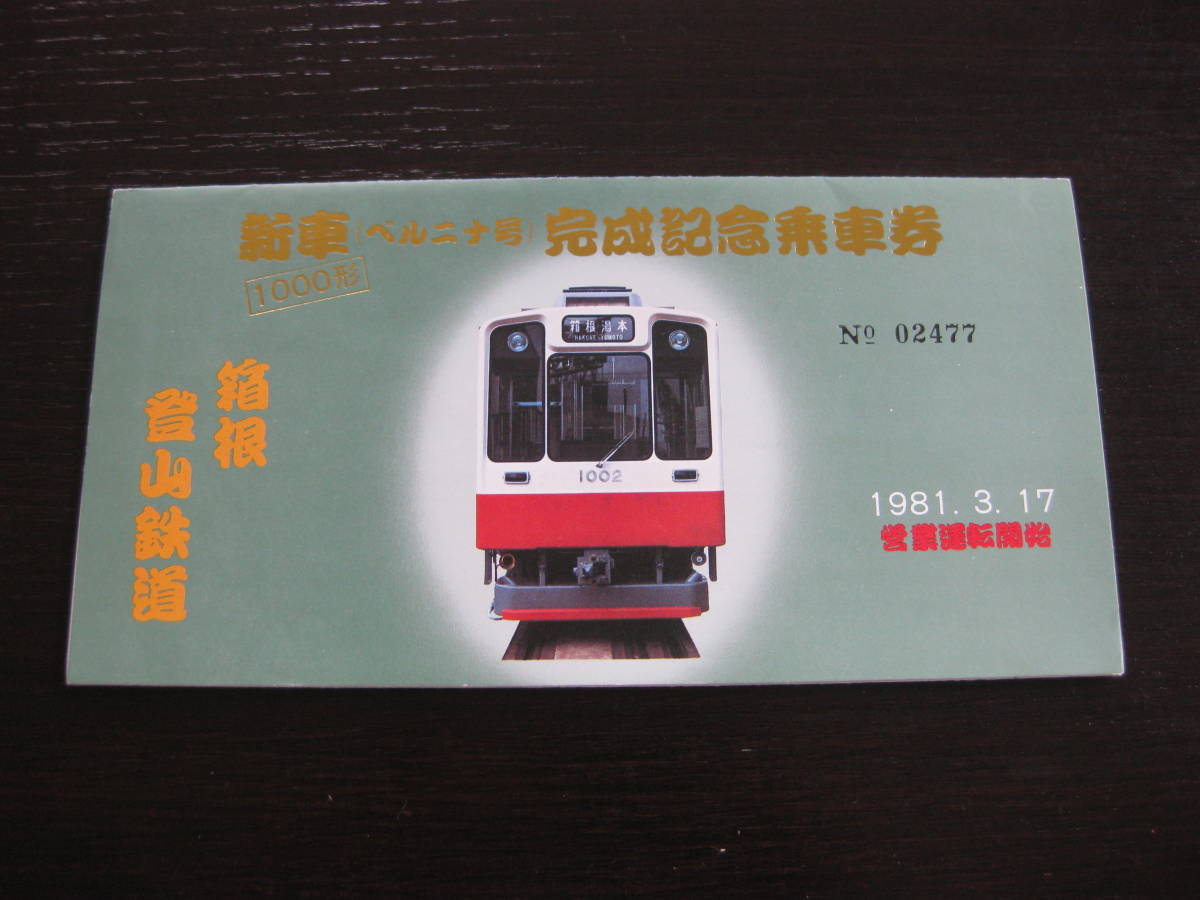 新車(ベルニナ号)完成記念乗車券
1000形
箱根
登山鉄道
箱根湯本
1002
№ 02477
1981.3.17
営業運転開始